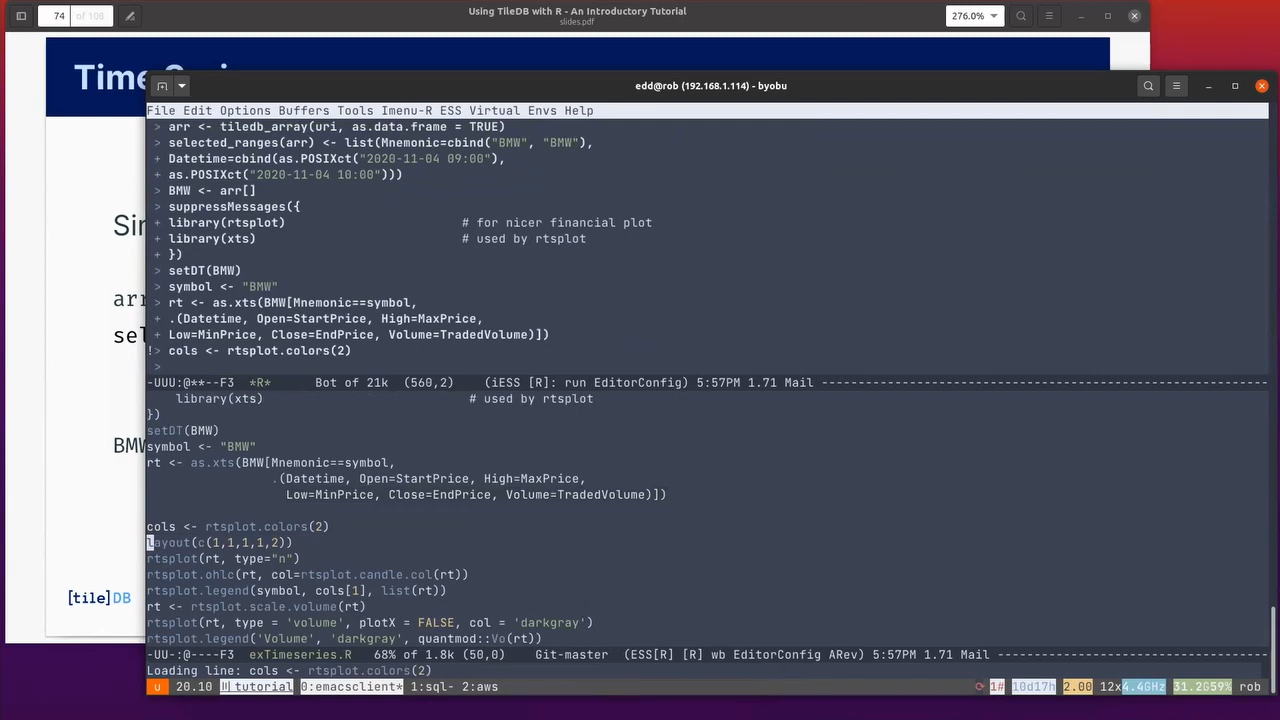 74 of 108
Using TileDB with R - An Introductory Tutorial
slides.pdf
276.0%
edd@rob (192.168.1.114) - byobu
File Edit Options Buffers Tools Imenu-R ESS Virtual Envs Help
> arr <- tiledb_array(uri, as.data.frame = TRUE)
> selected_ranges(arr) <- list(Mnemonic=cbind("BMW", "BMW"),
+ Datetime=cbind(as.POSIXct("2020-11-04 09:00"),
+ as.POSIXct("2020-11-04 10:00")))
> BMW <- arr[]
> suppressMessages({
+ library(rtsplot) # for nicer financial plot
+ library(xts) # used by rtsplot
+ })
> setDT(BMW)
> symbol <- "BMW"
> rt <- as.xts(BMW[Mnemonic==symbol,
+ .(Datetime, Open=StartPrice, High=MaxPrice,
+ Low=MinPrice, Close=EndPrice, Volume=TradedVolume)])
!> cols <- rtsplot.colors(2)
>
-UUU:@**--F3 *R* Bot of 21k (560,2) (iESS [R]: run EditorConfig) 5:57PM 1.71 Mail
library(xts) # used by rtsplot
})
setDT(BMW)
symbol <- "BMW"
rt <- as.xts(BMW[Mnemonic==symbol,
.(Datetime, Open=StartPrice, High=MaxPrice,
Low=MinPrice, Close=EndPrice, Volume=TradedVolume)])
cols <- rtsplot.colors(2)
layout(c(1,1,1,1,2))
rtsplot(rt, type="n")
rtsplot.ohlc(rt, col=rtsplot.candle.col(rt))
rtsplot.legend(symbol, cols[1], list(rt))
rt <- rtsplot.scale.volume(rt)
rtsplot(rt, type = 'volume', plotX = FALSE, col = 'darkgray')
rtsplot.legend('Volume', 'darkgray', quantmod::Vo(rt))
-UU-:@----F3 exTimeseries.R 68% of 1.8k (50,0) Git-master (ESS[R] [R] wb EditorConfig ARev) 5:57PM 1.71 Mail
Loading line: cols <- rtsplot.colors(2)
u 20.10 tutorial 0:emacsclient* 1:sql- 2:aws 1# 10d17h 2.00 12x4.4GHz 31.2G59% rob
Time
arr
sel
BMW
[tile]DB